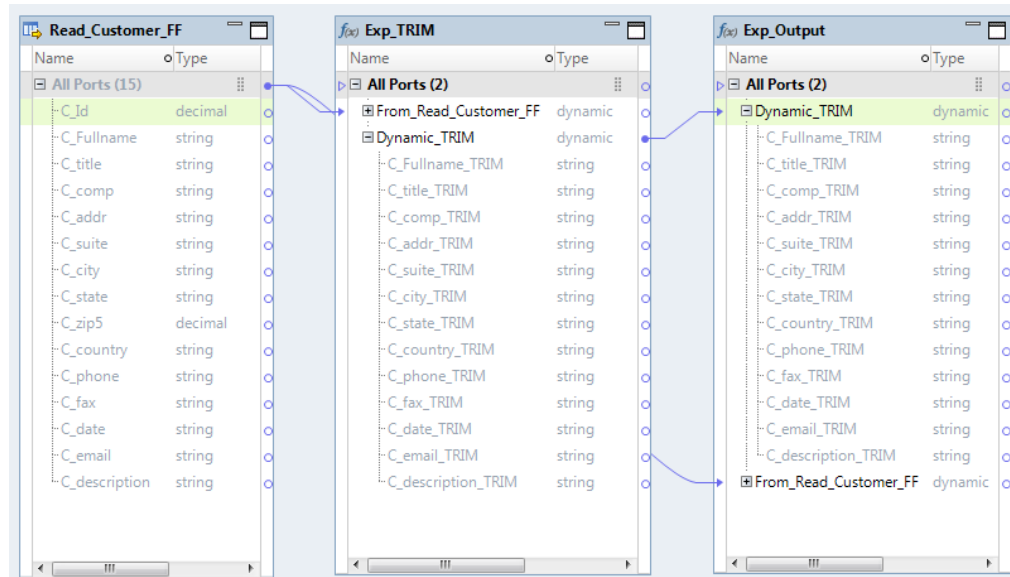 Read_Customer_FF
Name Type
All Ports (15)
C_Id decimal
C_Fullname string
C_title string
C_comp string
C_addr string
C_suite string
C_city string
C_state string
C_zip5 decimal
C_country string
C_phone string
C_fax string
C_date string
C_email string
C_description string
f(x) Exp_TRIM
Name Type
All Ports (2)
From_Read_Customer_FF dynamic
Dynamic_TRIM dynamic
C_Fullname_TRIM string
C_title_TRIM string
C_comp_TRIM string
C_addr_TRIM string
C_suite_TRIM string
C_city_TRIM string
C_state_TRIM string
C_country_TRIM string
C_phone_TRIM string
C_fax_TRIM string
C_date_TRIM string
C_email_TRIM string
C_description_TRIM string
f(x) Exp_Output
Name Type
All Ports (2)
Dynamic_TRIM dynamic
C_Fullname_TRIM string
C_title_TRIM string
C_comp_TRIM string
C_addr_TRIM string
C_suite_TRIM string
C_city_TRIM string
C_state_TRIM string
C_country_TRIM string
C_phone_TRIM string
C_fax_TRIM string
C_date_TRIM string
C_email_TRIM string
C_description_TRIM string
From_Read_Customer_FF dynamic